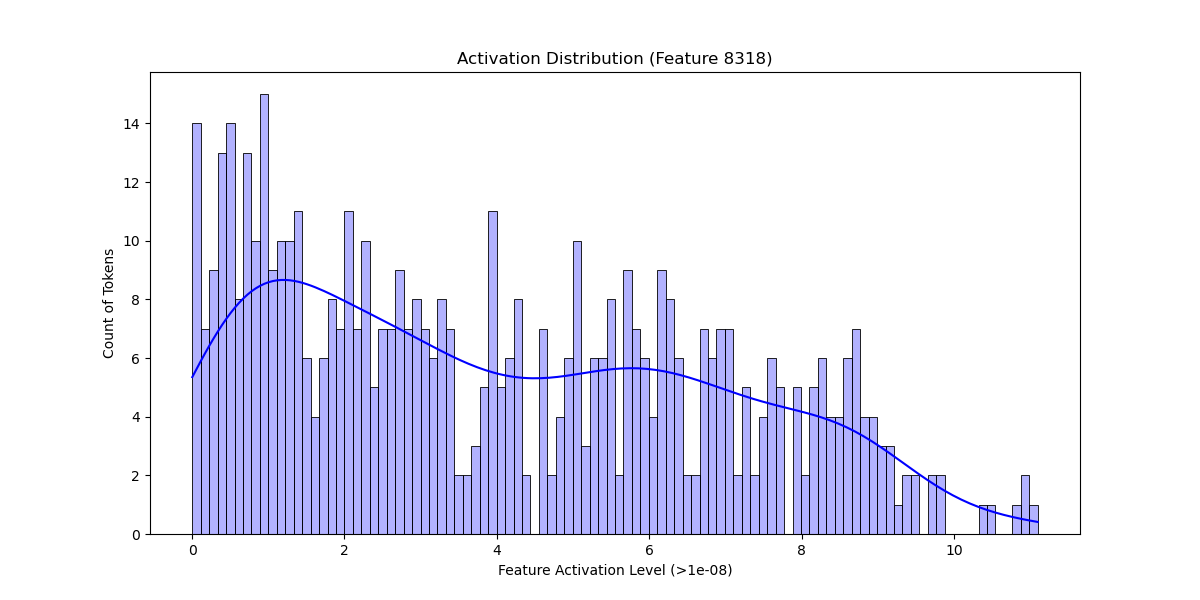 Activation Distribution (Feature 8318)
Count of Tokens
14
12
10
8
6
4
2
0
0 2 4 6 8 10
Feature Activation Level (>1e-08)